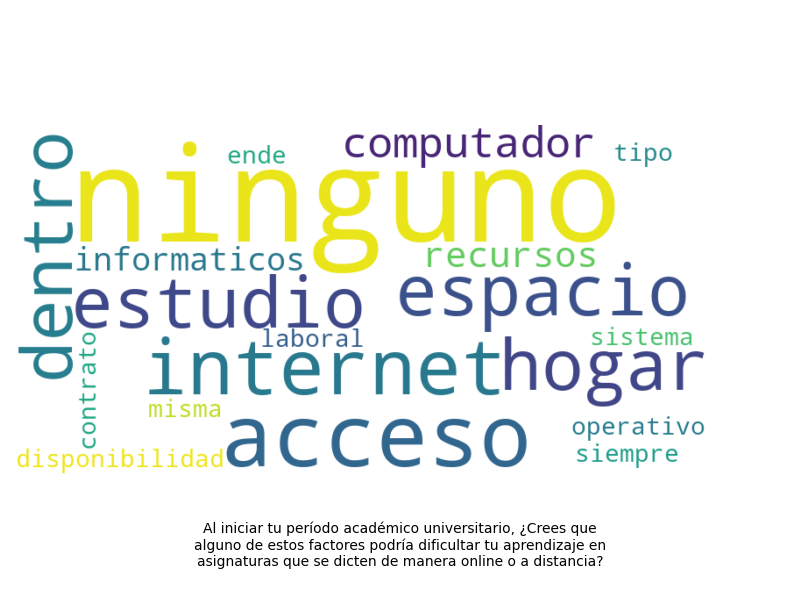 dentro
ninguno
ende
computador
tipo
informaticos
recursos
estudio
espacio
laboral
sistema
internet
hogar
contrato
misma
acceso
operativo
disponibilidad
siempre
Al iniciar tu período académico universitario, ¿Crees que
alguno de estos factores podría dificultar tu aprendizaje en
asignaturas que se dicten de manera online o a distancia?